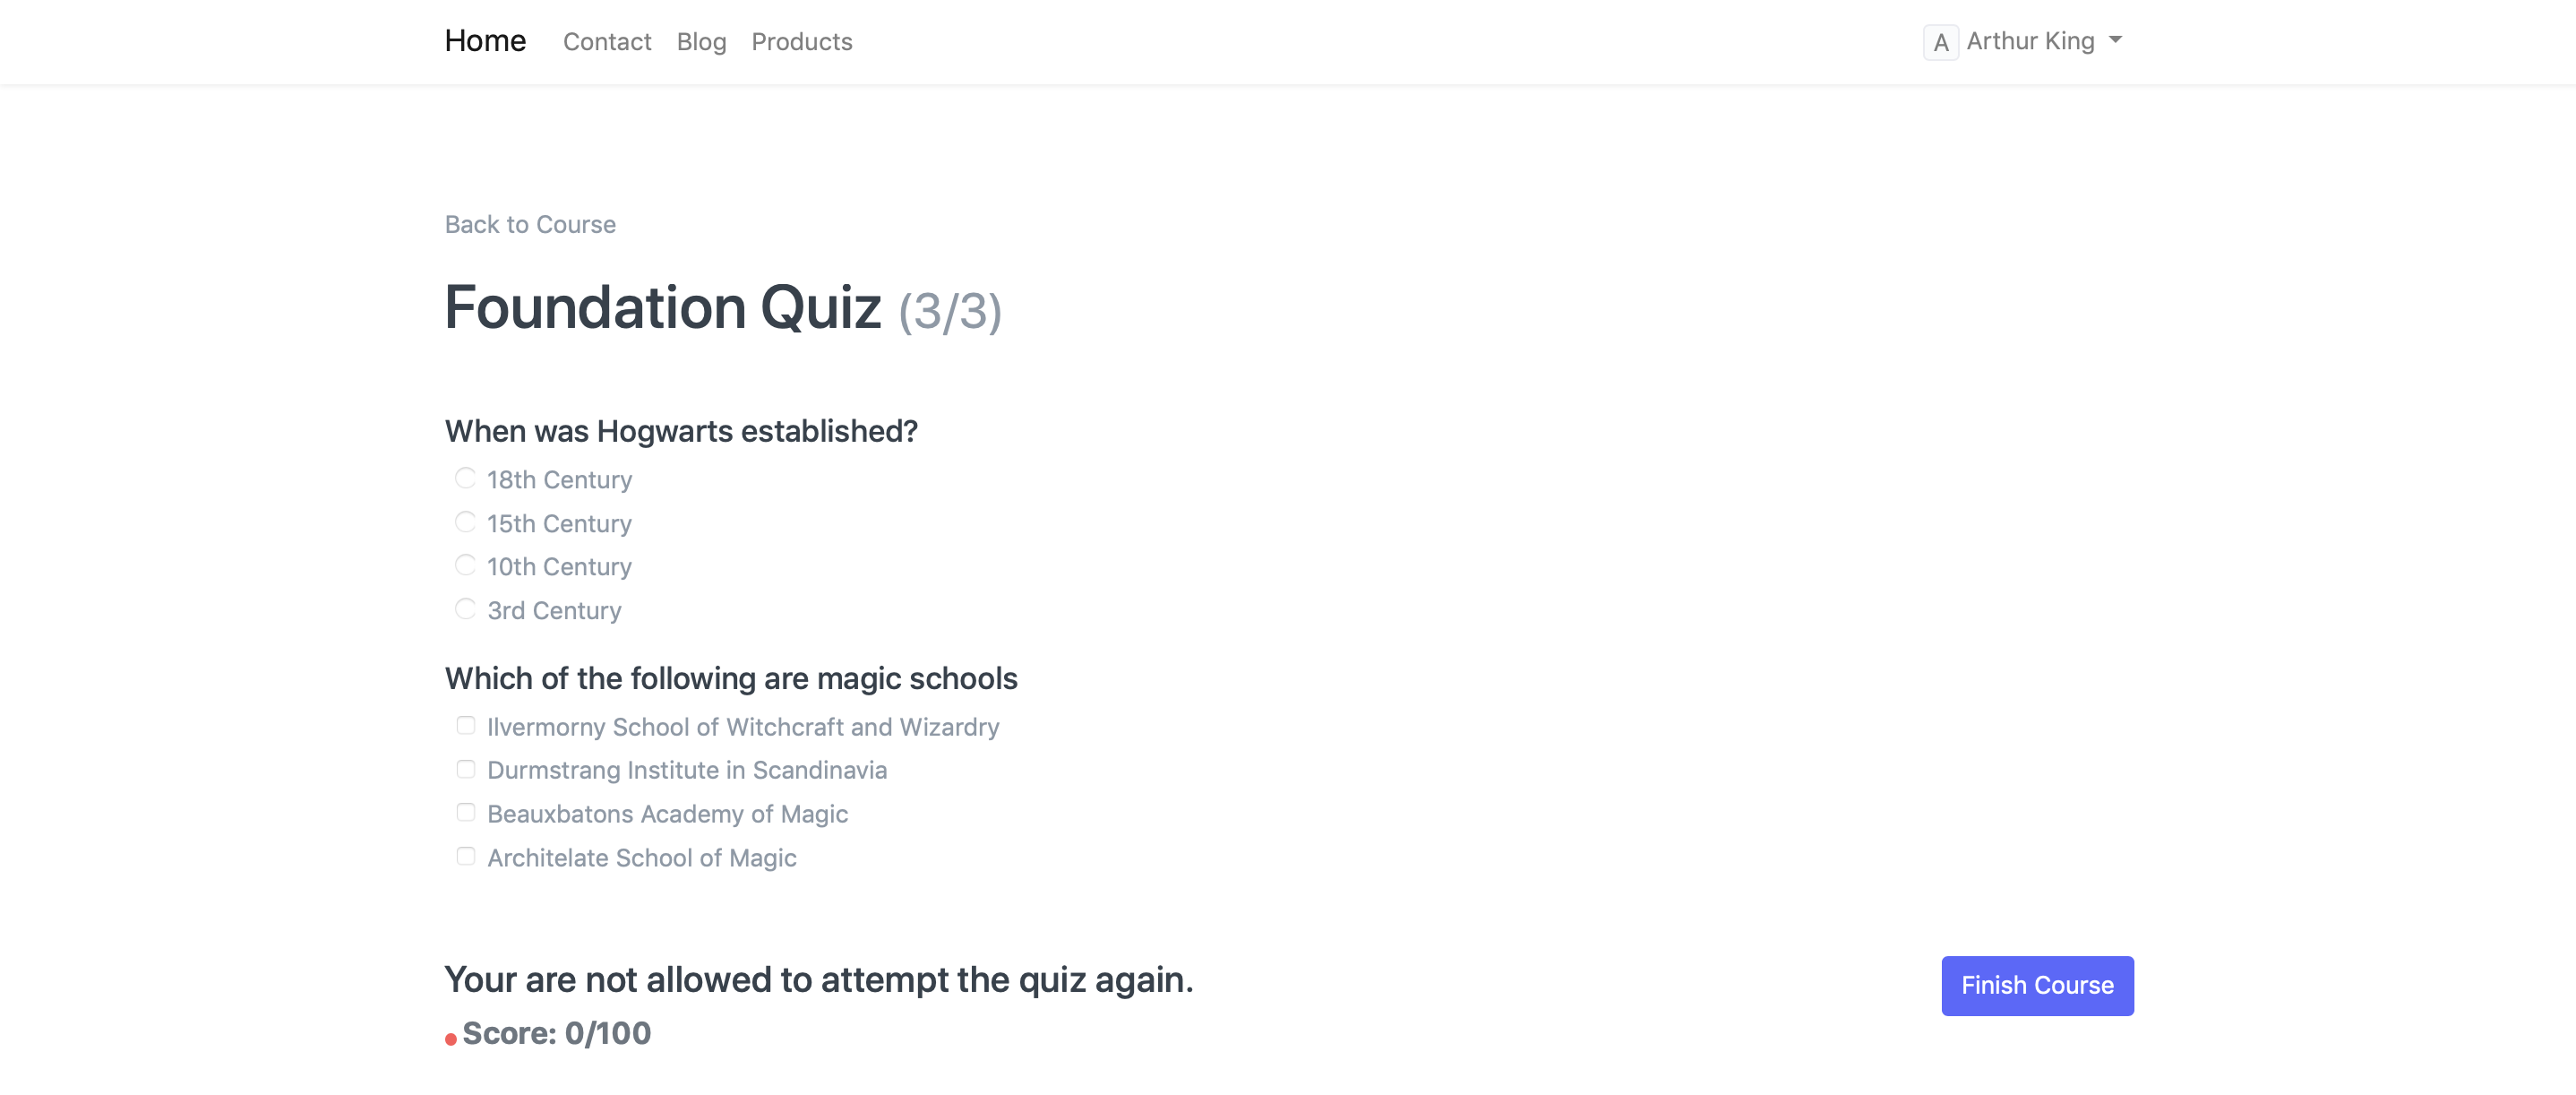 Home Contact Blog Products A Arthur King
Back to Course
Foundation Quiz (3/3)
When was Hogwarts established?
18th Century
15th Century
10th Century
3rd Century
Which of the following are magic schools
Ilvermorny School of Witchcraft and Wizardry
Durmstrang Institute in Scandinavia
Beauxbatons Academy of Magic
Architelate School of Magic
Your are not allowed to attempt the quiz again.
Finish Course
Score: 0/100